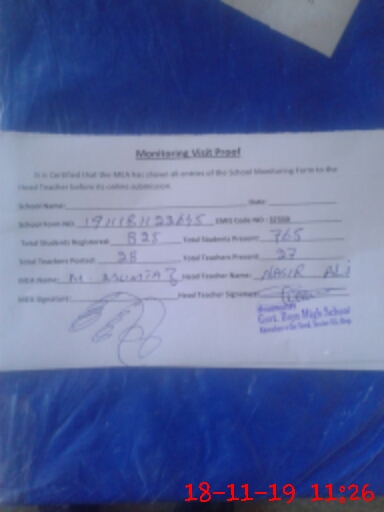 Monitoring Visit Proof
It is Certified that the MEA has shown all entries of the School Monitoring Form to the
Head Teacher before its online submission.
School Name: Date:
School Form NO: EMIS Code NO:
Total Students Registered: 825 Total Students Present: 765
Total Teachers Posted: 28 Total Teachers Present: 27
MEA Name: M. MUMTAZ Head Teacher Name: NASIR ALI
MEA Signature: Head Teacher Signature:
Govt. Boys High School
18-11-19 11:26